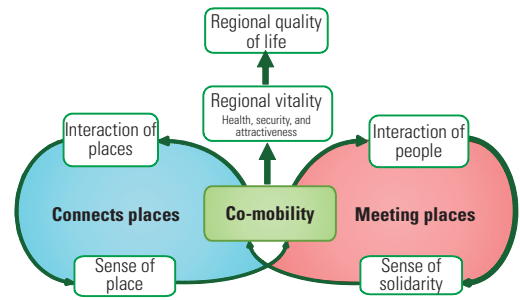 Regional quality
of life
Regional vitality
Health, security, and
attractiveness
Interaction of
places
Interaction of
people
Connects places
Co-mobility
Meeting places
Sense of
place
Sense of
solidarity